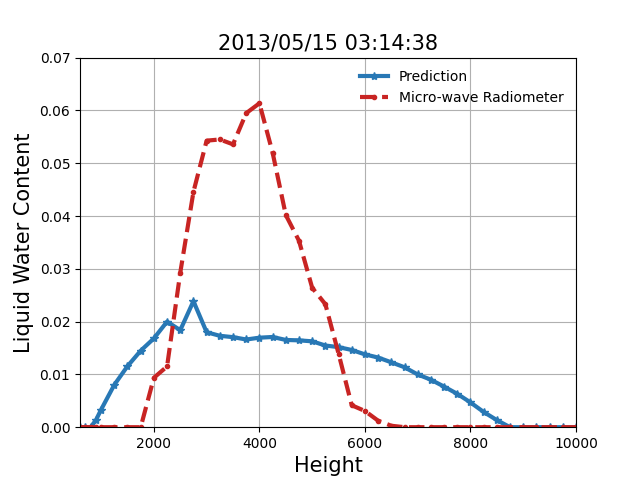 2013/05/15 03:14:38
Prediction
Micro-wave Radiometer
Liquid Water Content
0.07
0.06
0.05
0.04
0.03
0.02
0.01
0.00
2000 4000 6000 8000 10000
Height